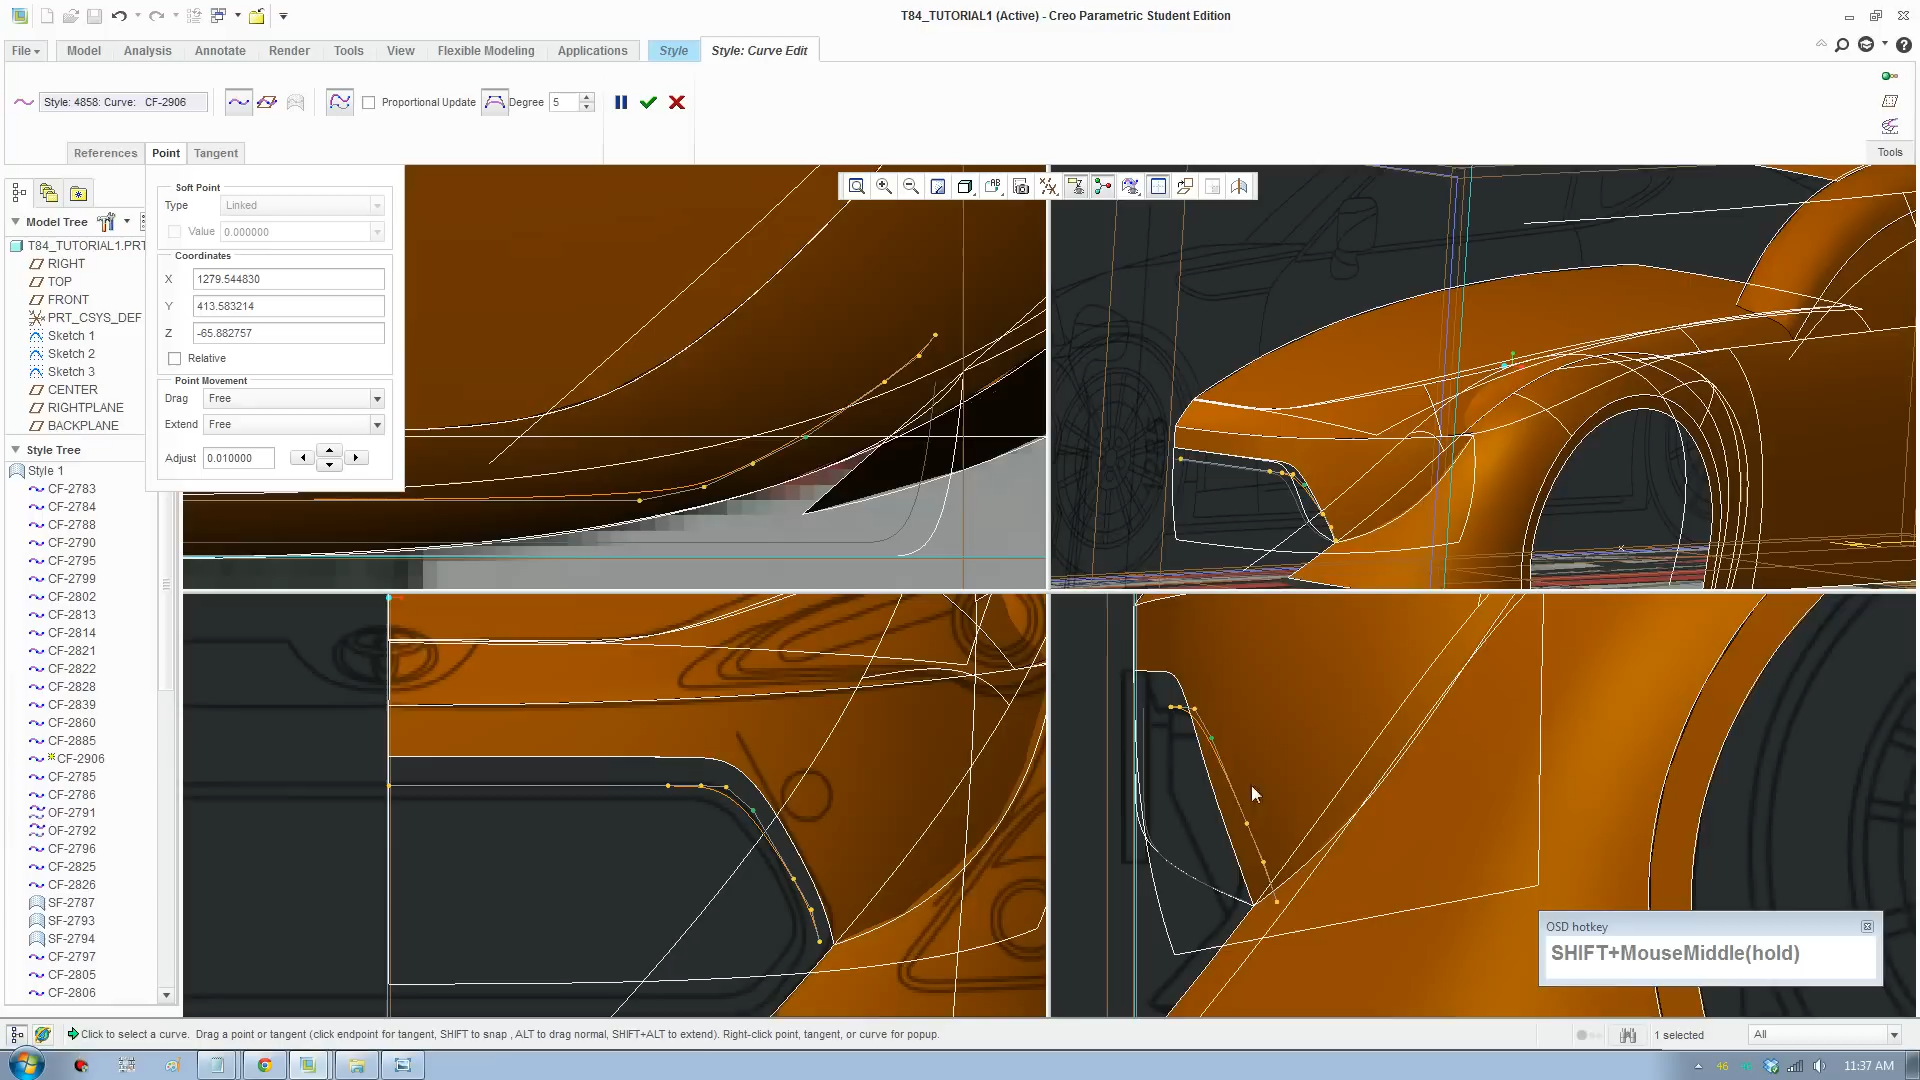 T84_TUTORIAL1 (Active) - Creo Parametric Student Edition
File
Model
Analysis
Annotate
Render
Tools
View
Flexible Modeling
Applications
Style
Style: Curve Edit
Style: 4858: Curve: CF-2906
Proportional Update
Degree
5
Tools
References
Point
Tangent
Soft Point
Type
Linked
Value
0.000000
Coordinates
X
1279.544830
Y
413.583214
Z
-65.882757
Relative
Point Movement
Drag
Free
Extend
Free
Adjust
0.010000
Model Tree
T84_TUTORIAL1.PRT
RIGHT
TOP
FRONT
PRT_CSYS_DEF
Sketch 1
Sketch 2
Sketch 3
CENTER
RIGHTPLANE
BACKPLANE
Style Tree
Style 1
CF-2783
CF-2784
CF-2788
CF-2790
CF-2795
CF-2799
CF-2802
CF-2813
CF-2814
CF-2821
CF-2822
CF-2828
CF-2839
CF-2860
CF-2885
CF-2906
CF-2785
CF-2786
OF-2791
OF-2792
CF-2796
CF-2825
CF-2826
SF-2787
SF-2793
SF-2794
CF-2797
CF-2805
CF-2806
OSD hotkey
SHIFT+MouseMiddle(hold)
Click to select a curve. Drag a point or tangent (click endpoint for tangent, SHIFT to snap , ALT to drag normal, SHIFT+ALT to extend). Right-click point, tangent, or curve for popup.
1 selected
All
46
11:37 AM